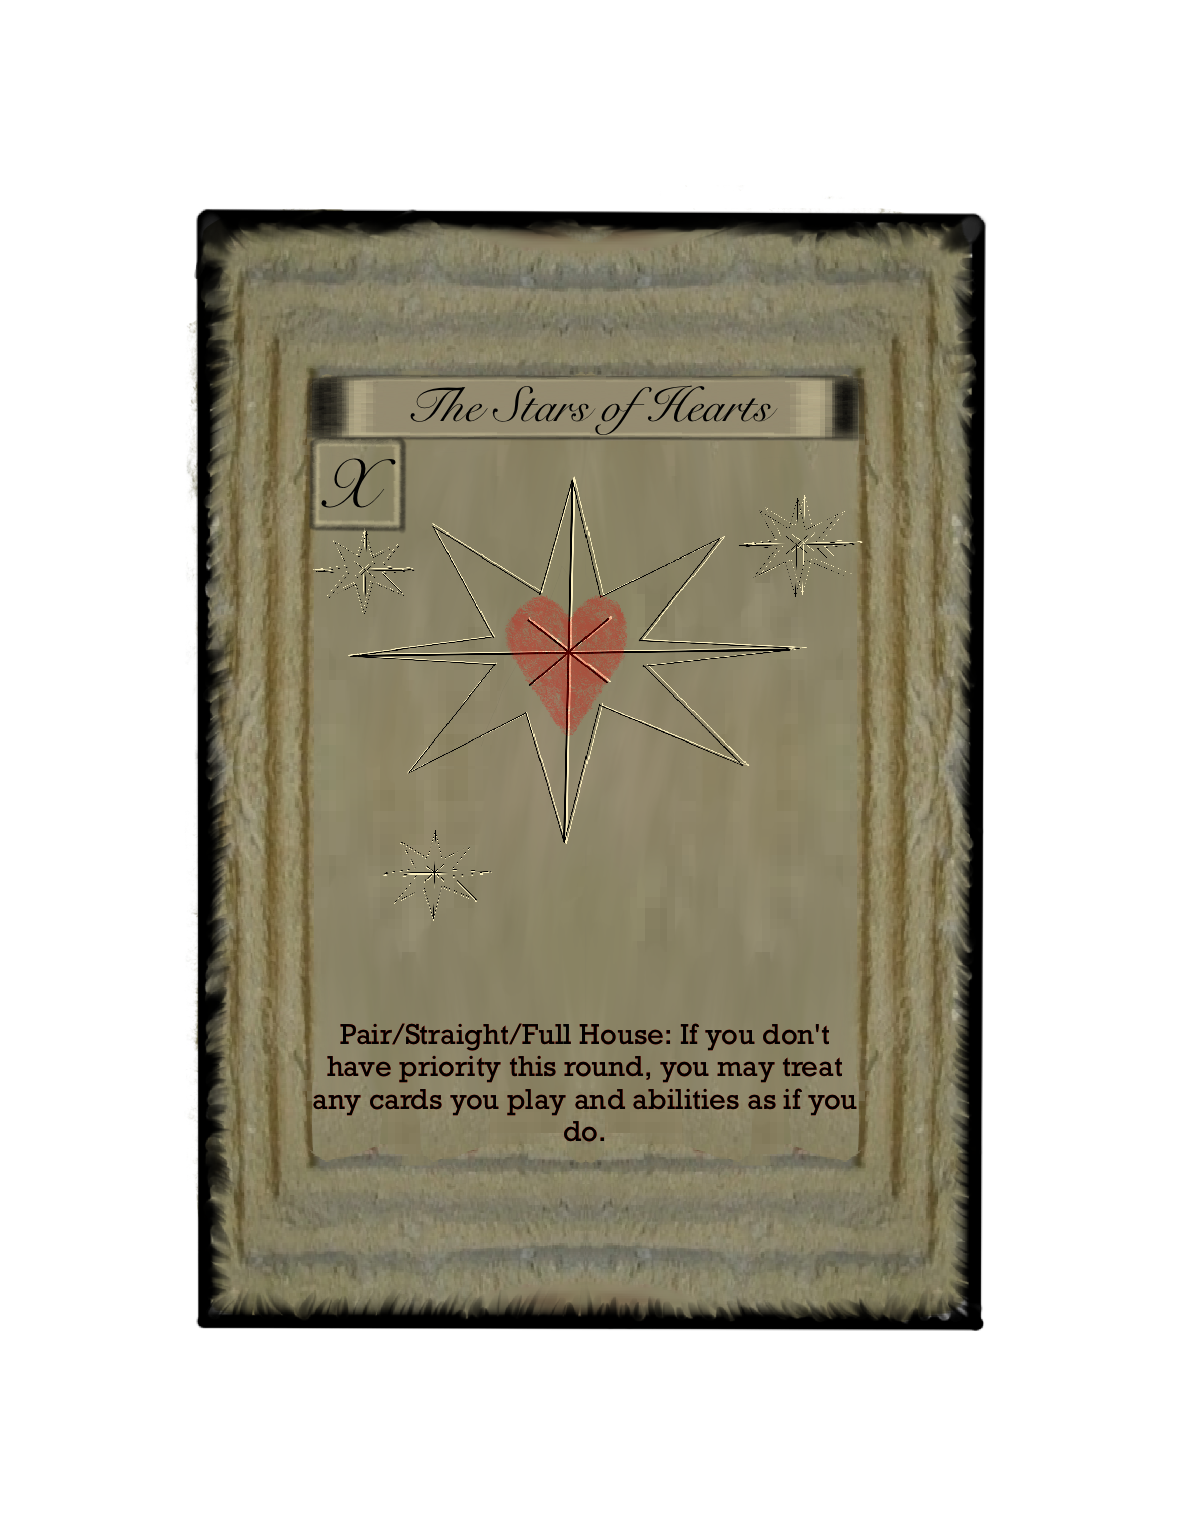 The Stars of Hearts
X
Pair/Straight/Full House: If you don't
have priority this round, you may treat
any cards you play and abilities as if you
do.